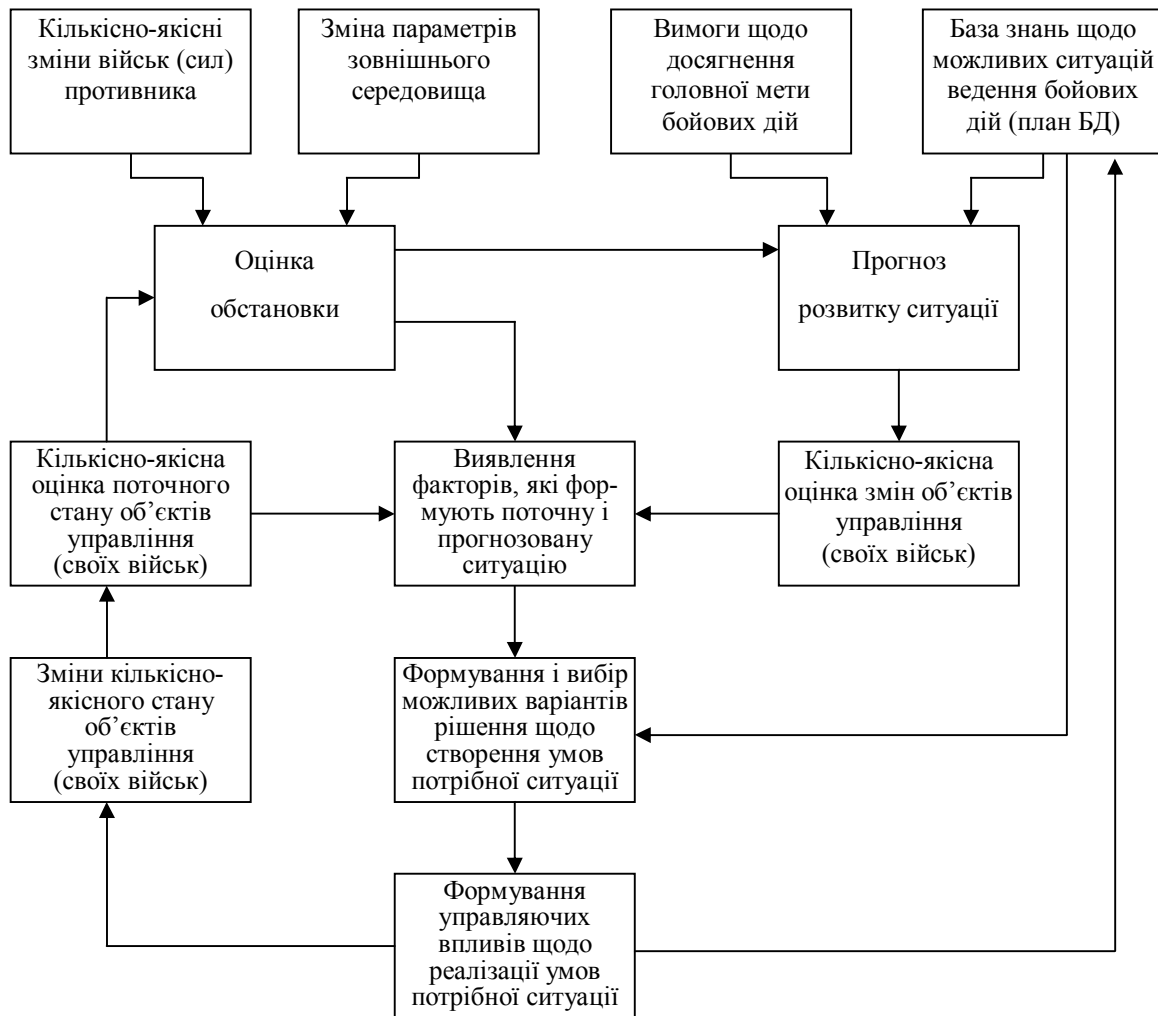 Кількісно-якісні
зміни військ (сил)
противника
Зміна параметрів
зовнішнього
середовища
Вимоги щодо
досягнення
головної мети
бойових дій
База знань щодо
можливих ситуацій
ведення бойових
дій (план БД)
Оцінка
обстановки
Прогноз
розвитку ситуації
Кількісно-якісна
оцінка поточного
стану об’єктів
управління
(своїх військ)
Виявлення
факторів, які фор-
мують поточну і
прогнозовану
ситуацію
Кількісно-якісна
оцінка змін об’єктів
управління
(своїх військ)
Зміни кількісно-
якісного стану
об’єктів
управління
(своїх військ)
Формування і вибір
можливих варіантів
рішення щодо
створення умов
потрібної ситуації
Формування
управляючих
впливів щодо
реалізації умов
потрібної ситуації